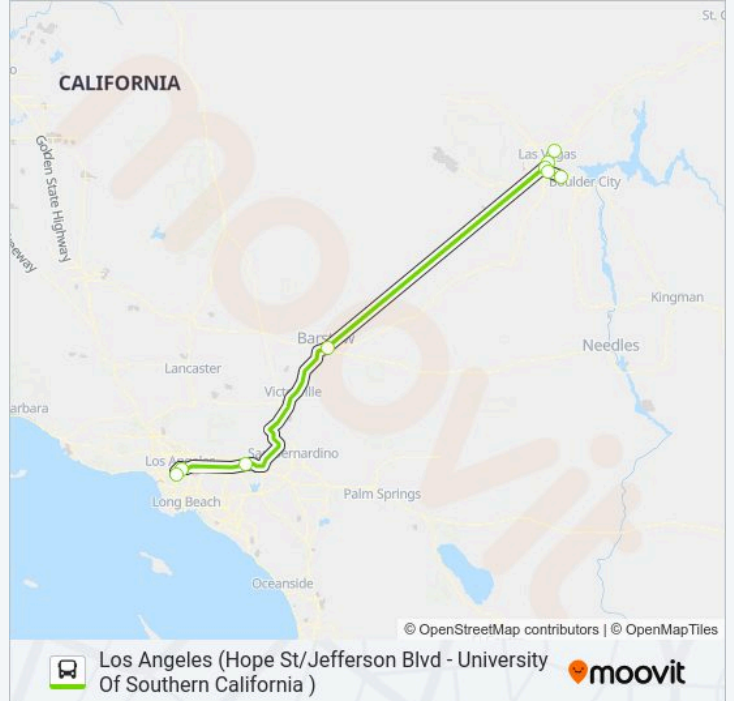 St. G
CALIFORNIA
Golden State Highway
Las Vegas
Boulder City
Kingman
Barstow
Needles
Lancaster
Victorville
arbara
Los Angeles
San Bernardino
Palm Springs
Long Beach
Oceanside
moovit
© OpenStreetMap contributors | © OpenMapTiles
Los Angeles (Hope St/Jefferson Blvd - University
Of Southern California )
moovit